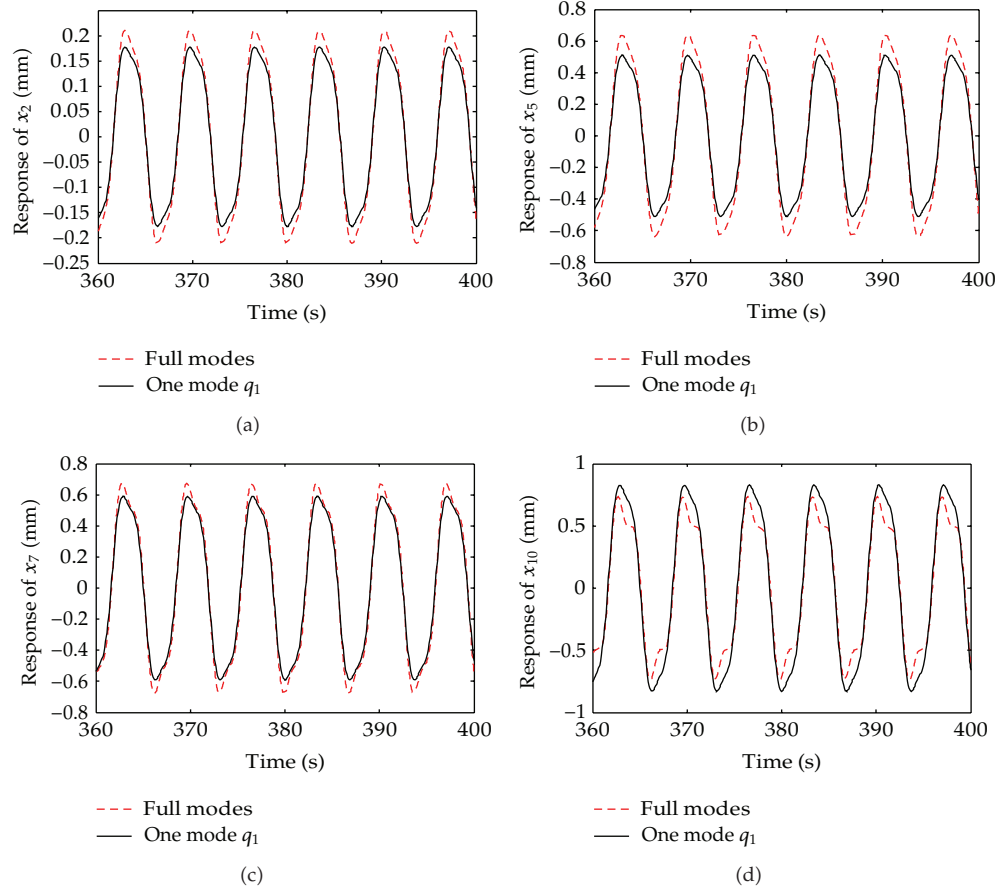 0.2
0.15
0.1
0.05
0
−0.05
−0.1
−0.15
−0.2
−0.25
Response of x₂ (mm)
360 370 380 390 400
Time (s)
Full modes
One mode q₁
(a)
0.8
0.6
0.4
0.2
0
−0.2
−0.4
−0.6
−0.8
Response of x₅ (mm)
360 370 380 390 400
Time (s)
Full modes
One mode q₁
(b)
0.8
0.6
0.4
0.2
0
−0.2
−0.4
−0.6
−0.8
Response of x₇ (mm)
360 370 380 390 400
Time (s)
Full modes
One mode q₁
(c)
1
0.5
0
−0.5
−1
Response of x₁₀ (mm)
360 370 380 390 400
Time (s)
Full modes
One mode q₁
(d)